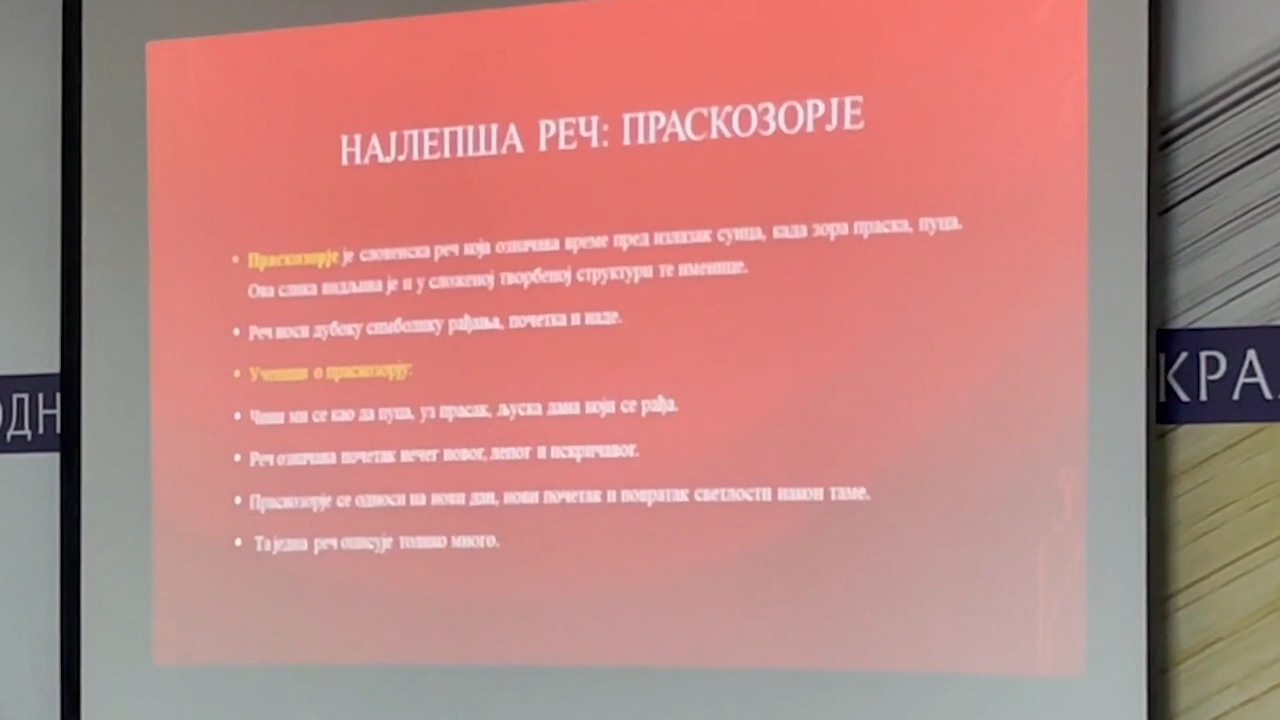 НАЈЛЕПША РЕЧ: ПРАСКОЗОРЈЕ
Праскозорје је словенска реч која означава време пред излазак сунца, када зора праска, пуца.
Ова слика видљива је и у сложеној творбеној структури те именице.
Реч носи дубоку симболику рађања, почетка и наде.
Ученици о праскозорју:
Чини ми се као да пуца, уз прасак, љуска дана који се рађа.
Реч означава почетак нечег новог, лепог и искричавог.
Праскозорје се односи на нови дан, нови почетак и повратак светлости након таме.
Та једна реч описује толико много.
ОДН
КРА